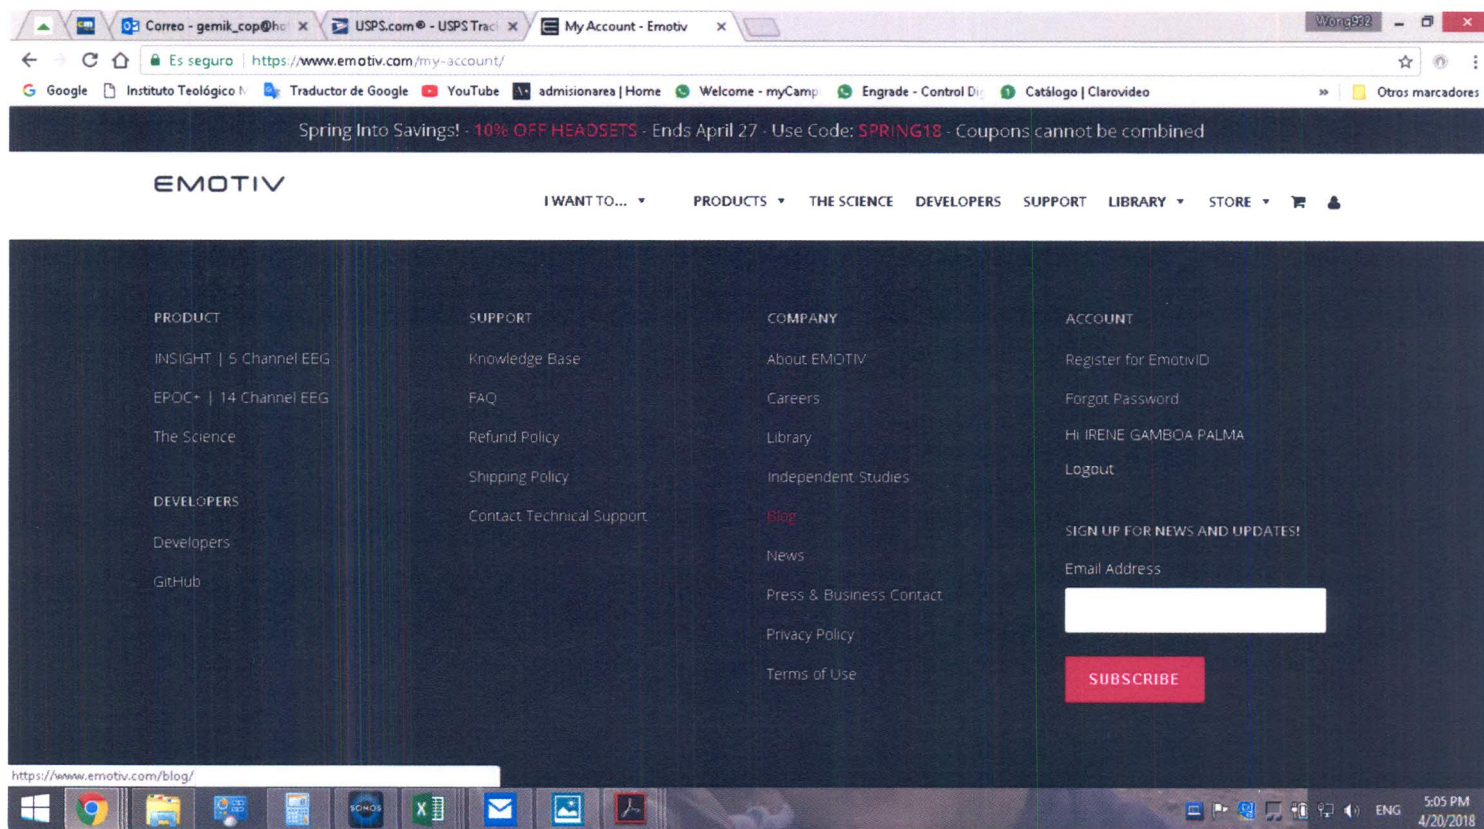 Correo - gemik_cop@ho
USPS.com® - USPS Trac
My Account - Emotiv
Wong932
Es seguro
https://www.emotiv.com/my-account/
Google
Instituto Teológico
Traductor de Google
YouTube
admisionarea | Home
Welcome - myCamp
Engrade - Control Di
Catálogo | Clarovideo
»
Otros marcadores
Spring Into Savings! - 10% OFF HEADSETS - Ends April 27 - Use Code: SPRING18 - Coupons cannot be combined
EMOTIV
I WANT TO...
PRODUCTS
THE SCIENCE
DEVELOPERS
SUPPORT
LIBRARY
STORE
PRODUCT
INSIGHT | 5 Channel EEG
EPOC+ | 14 Channel EEG
The Science
DEVELOPERS
Developers
GitHub
SUPPORT
Knowledge Base
FAQ
Refund Policy
Shipping Policy
Contact Technical Support
COMPANY
About EMOTIV
Careers
Library
Independent Studies
Blog
News
Press & Business Contact
Privacy Policy
Terms of Use
ACCOUNT
Register for EmotivID
Forgot Password
Hi IRENE GAMBOA PALMA
Logout
SIGN UP FOR NEWS AND UPDATES!
Email Address
SUBSCRIBE
https://www.emotiv.com/blog/
SONOS
ENG
5:05 PM
4/20/2018